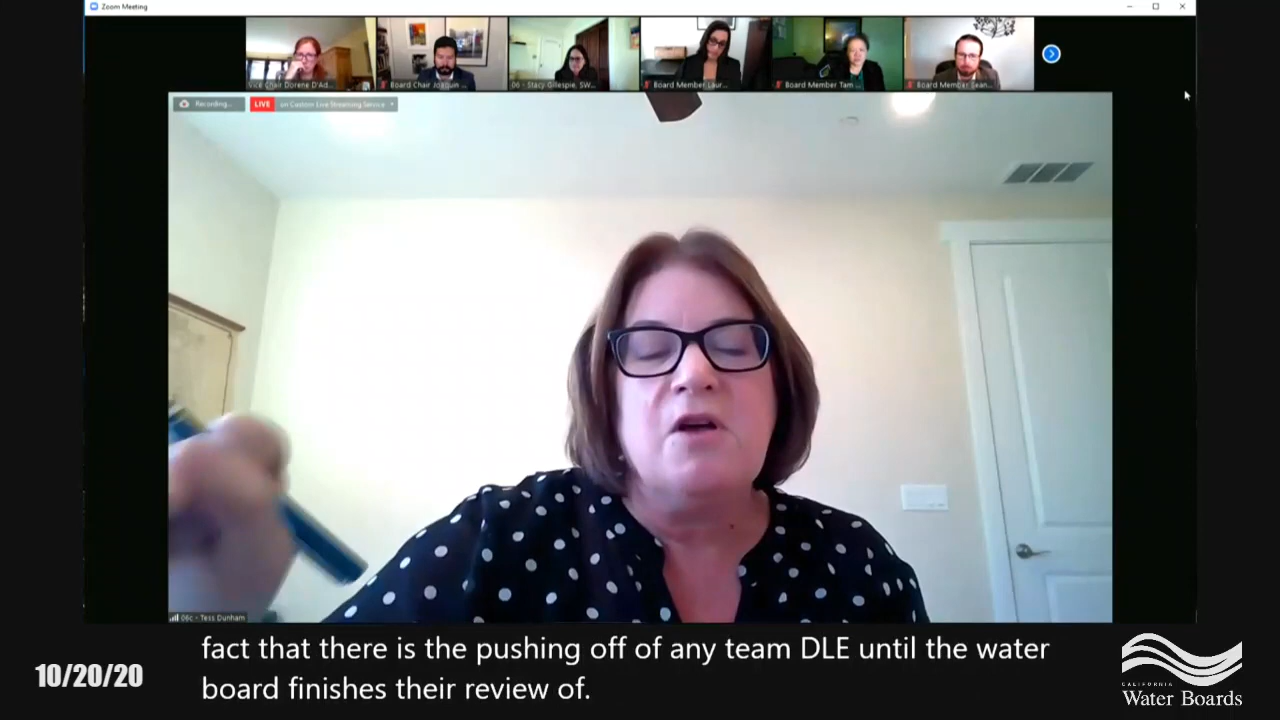 Zoom Meeting
Vice Chair Dorene D'Ad...
Board Chair Joaquin ...
06 - Stacy Gillespie, SW...
Board Member Laur...
Board Member Tam ...
Board Member Sean...
Recording...
LIVE on Custom Live Streaming Service
06c - Tess Dunham
fact that there is the pushing off of any team DLE until the water
board finishes their review of.
10/20/20
CALIFORNIA
Water Boards